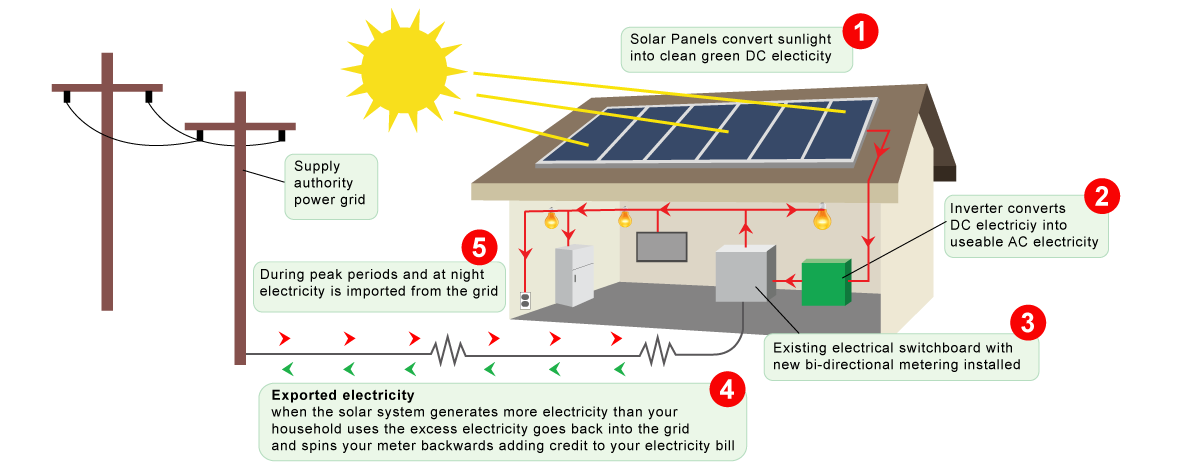 1
Solar Panels convert sunlight
into clean green DC electicity
Supply
authority
power grid
2
Inverter converts
DC electriciy into
useable AC electricity
5
During peak periods and at night
electricity is imported from the grid
3
Existing electrical switchboard with
new bi-directional metering installed
4
Exported electricity
when the solar system generates more electricity than your
household uses the excess electricity goes back into the grid
and spins your meter backwards adding credit to your electricity bill